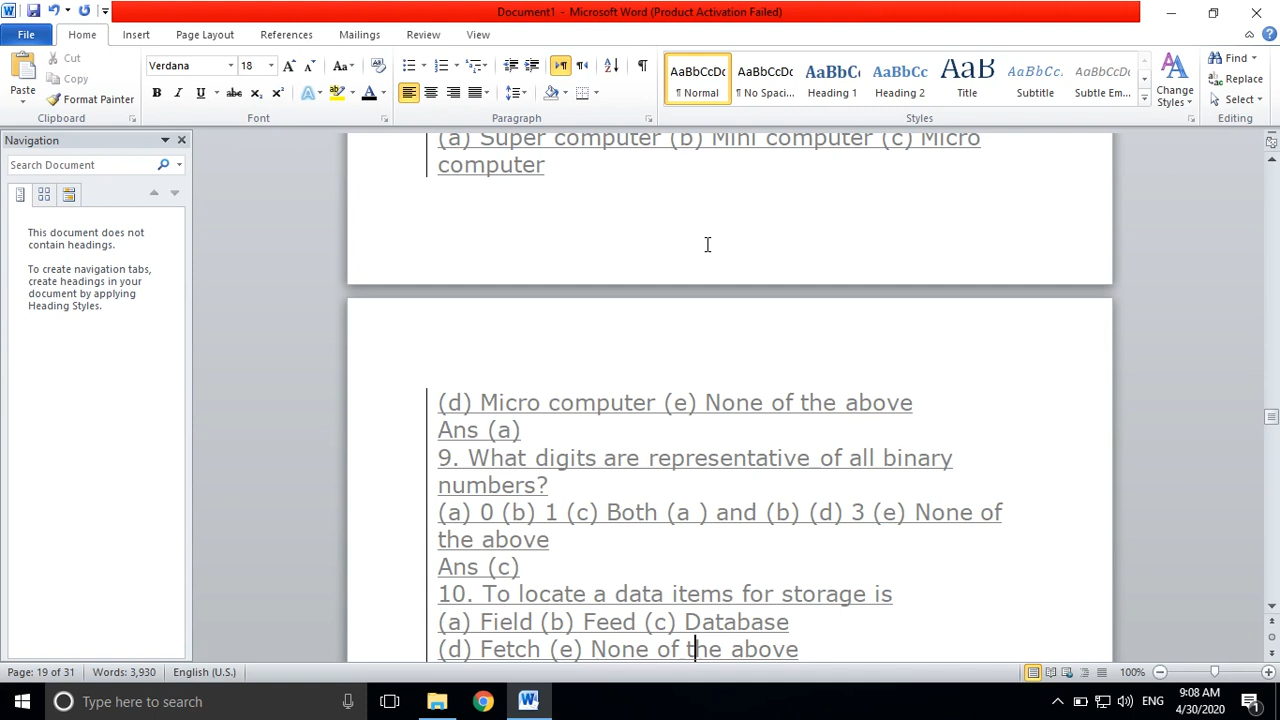 Document1 - Microsoft Word (Product Activation Failed)
File Home Insert Page Layout References Mailings Review View
Paste
Cut
Copy
Format Painter
Clipboard
Verdana 18
Font
Paragraph
AaBbCcDc AaBbCcDc AaBbCc AaBbCc AaB AaBbCc. AaBbCcDc
¶ Normal ¶ No Spaci... Heading 1 Heading 2 Title Subtitle Subtle Em...
Change Styles
Styles
Find
Replace
Select
Editing
Navigation
Search Document
This document does not
contain headings.
To create navigation tabs,
create headings in your
document by applying
Heading Styles.
(a) Super computer (b) Mini computer (c) Micro
computer
(d) Micro computer (e) None of the above
Ans (a)
9. What digits are representative of all binary
numbers?
(a) 0 (b) 1 (c) Both (a ) and (b) (d) 3 (e) None of
the above
Ans (c)
10. To locate a data items for storage is
(a) Field (b) Feed (c) Database
(d) Fetch (e) None of the above
Page: 19 of 31 Words: 3,930 English (U.S.) 100%
Type here to search
ENG
9:08 AM
4/30/2020